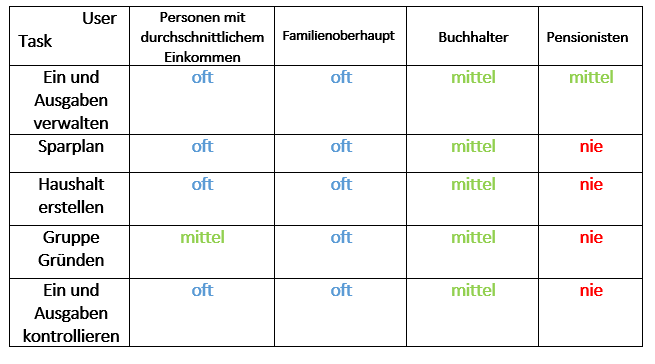 User
Task
Personen mit
durchschnittlichem
Einkommen
Familienoberhaupt
Buchhalter
Pensionisten
Ein und
Ausgaben
verwalten
oft
oft
mittel
mittel
Sparplan
oft
oft
mittel
nie
Haushalt
erstellen
oft
oft
mittel
nie
Gruppe
Gründen
mittel
oft
mittel
nie
Ein und
Ausgaben
kontrollieren
oft
oft
mittel
nie